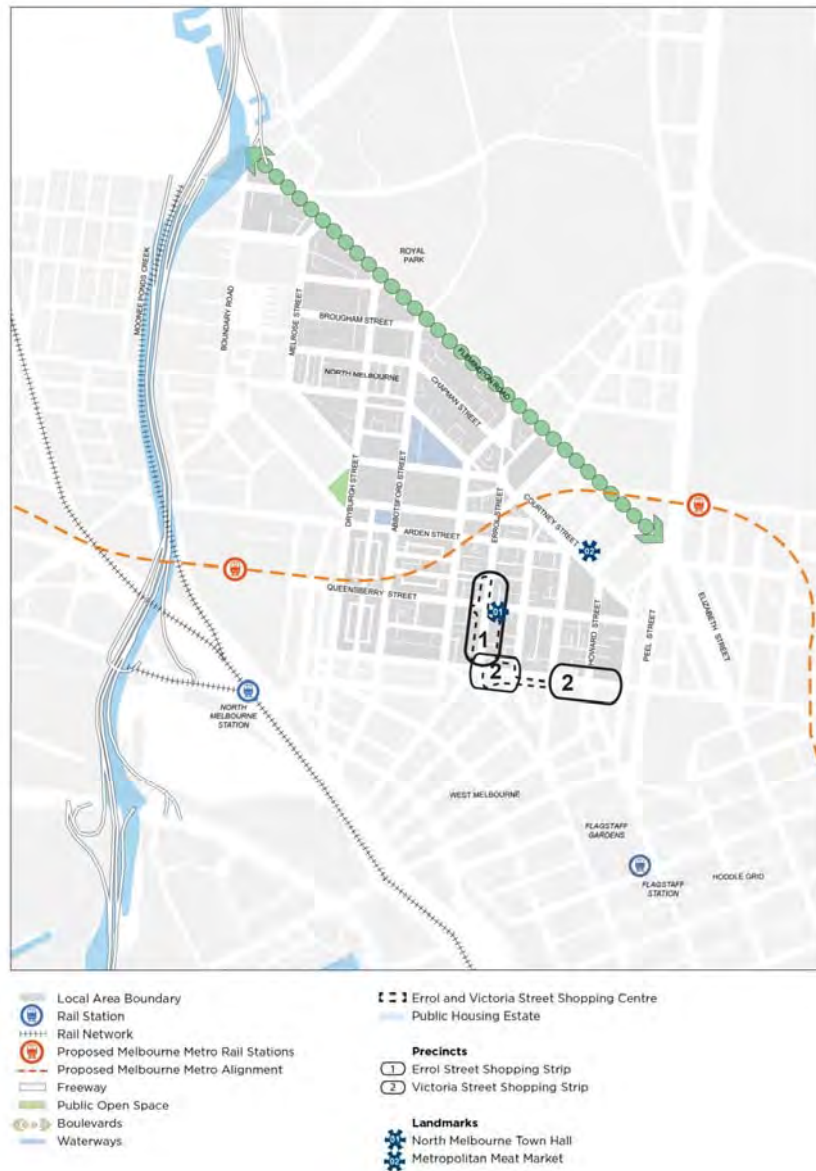 ROYAL
PARK
MOONEE PONDS CREEK
BOUNDARY ROAD
MELROSE STREET
BROUGHAM STREET
NORTH MELBOURNE
FLEMINGTON ROAD
CHAPMAN STREET
DRYBURGH STREET
ABBOTSFORD STREET
ERROL STREET
COURTNEY STREET
02
ARDEN STREET
QUEENSBERRY STREET
01
1
HOWARD STREET
PEEL STREET
ELIZABETH STREET
2
2
NORTH
MELBOURNE
STATION
WEST MELBOURNE
FLAGSTAFF
GARDENS
FLAGSTAFF
STATION
HODDLE GRID
Local Area Boundary
Rail Station
Rail Network
Proposed Melbourne Metro Rail Stations
Proposed Melbourne Metro Alignment
Freeway
Public Open Space
Boulevards
Waterways
Errol and Victoria Street Shopping Centre
Public Housing Estate
Precincts
1 Errol Street Shopping Strip
2 Victoria Street Shopping Strip
Landmarks
01 North Melbourne Town Hall
02 Metropolitan Meat Market